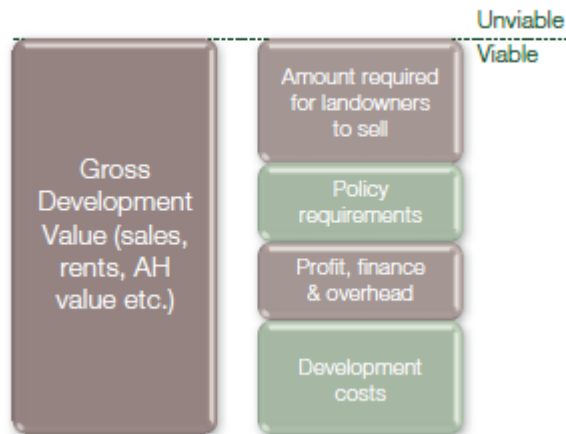 Unviable
Viable
Gross
Development
Value (sales,
rents, AH
value etc.)
Amount required
for landowners
to sell
Policy
requirements
Profit, finance
& overhead
Development
costs